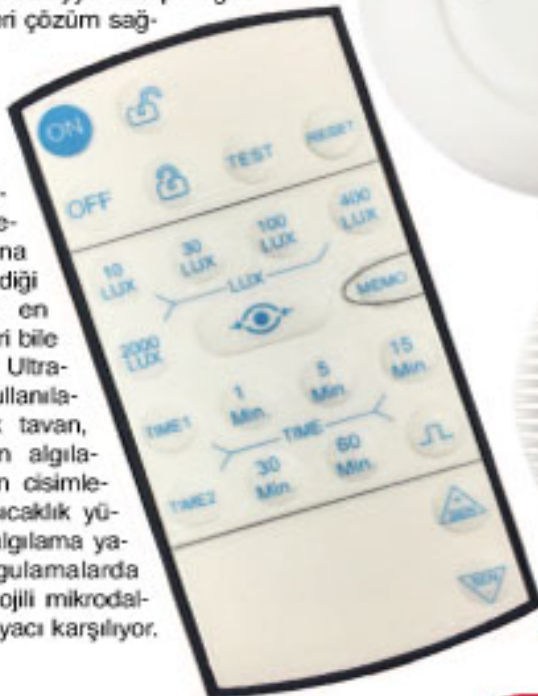 eri çözüm sağ-
e-
na
diği
en
ri bile
Ultra-
ullanıla-
k tavan,
n algıla-
n cisimle-
sıcaklık yü-
algılama ya-
gulamalarda
ojili mikrodal-
yacı karşılıyor.
ON
OFF TEST RESET
10 LUX 30 LUX 100 LUX 400 LUX
LUX
2000 LUX MEMO
TIME1 1 Min. 5 Min. 15 Min.
TIME
TIME2 30 Min. 60 Min.
SEN